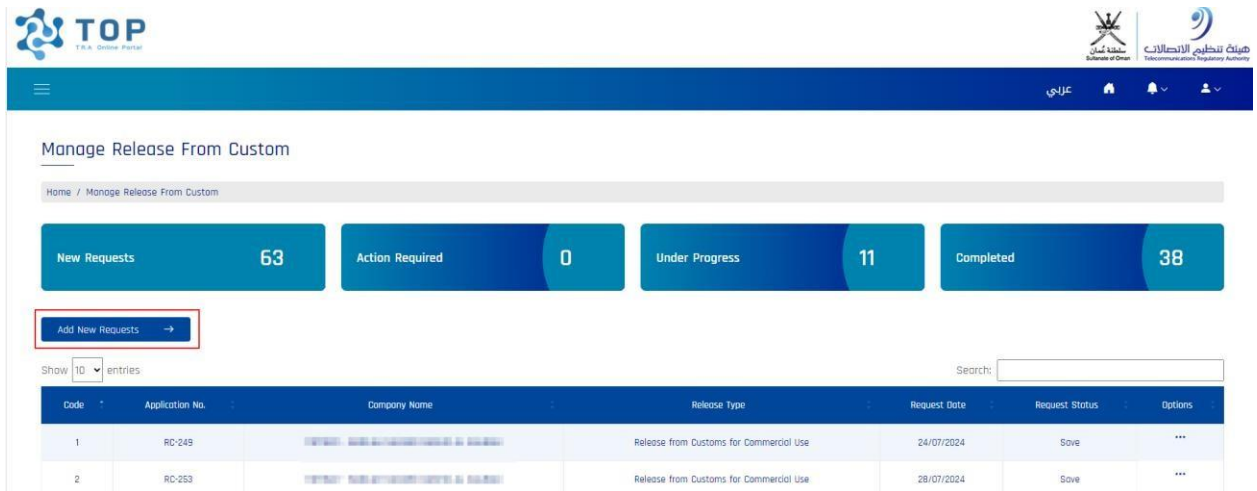 TOP
TRA Online Portal
سلطنة عُمان
Sultanate of Oman
هيئة تنظيم الاتصالات
Telecommunications Regulatory Authority
عربي
Manage Release From Custom
Home / Manage Release From Custom
New Requests 63 Action Required 0 Under Progress 11 Completed 38
Add New Requests →
Show 10 entries Search:
Code Application No. Company Name Release Type Request Date Request Status Options
1 RC-249 Release from Customs for Commercial Use 24/07/2024 Save ...
2 RC-253 Release from Customs for Commercial Use 28/07/2024 Save ...